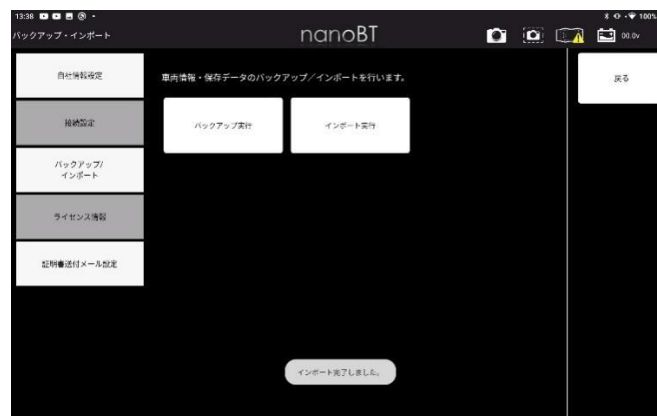 13:38
100%
バックアップ・インポート
nanoBT
00.0v
自社情報設定
車両情報・保存データのバックアップ／インポートを行います。
戻る
接続設定
バックアップ実行
インポート実行
バックアップ/
インポート
ライセンス情報
証明書送付メール設定
インポート完了しました。